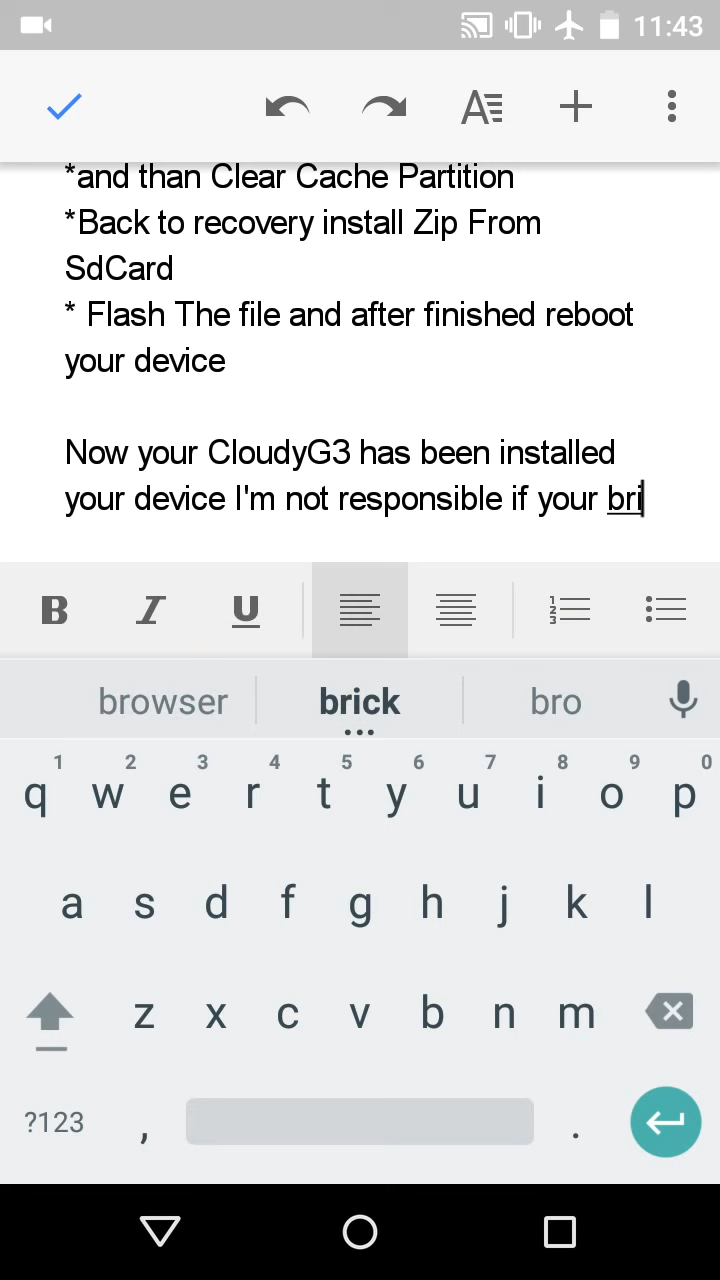 11:43
*and than Clear Cache Partition
*Back to recovery install Zip From
SdCard
* Flash The file and after finished reboot
your device
Now your CloudyG3 has been installed
your device I'm not responsible if your bri
B I U
browser brick bro
1 2 3 4 5 6 7 8 9 0
q w e r t y u i o p
a s d f g h j k l
z x c v b n m
?123 , .